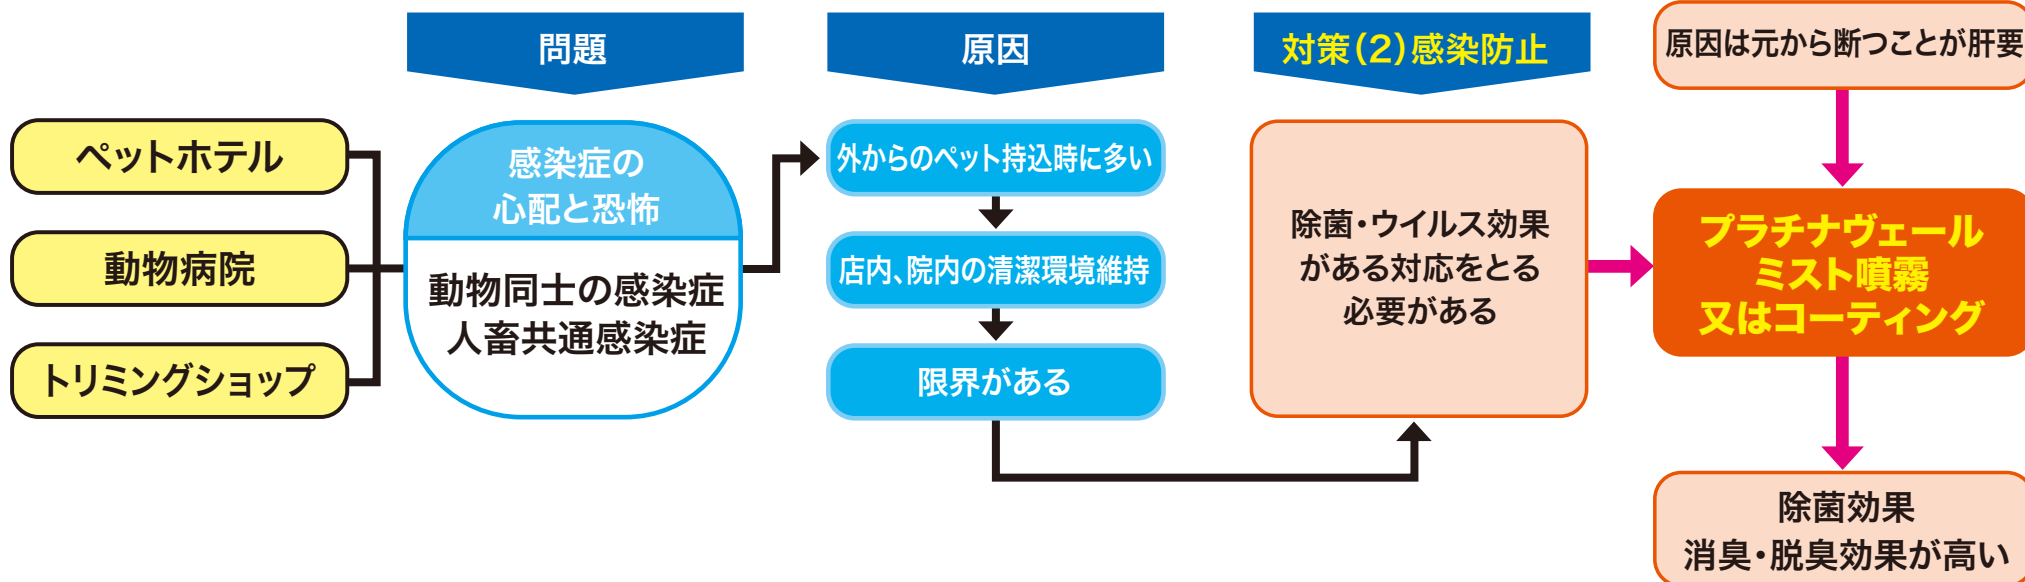 問題
原因
対策(2)感染防止
原因は元から断つことが肝要
ペットホテル
動物病院
トリミングショップ
感染症の
心配と恐怖
動物同士の感染症
人畜共通感染症
外からのペット持込時に多い
店内、院内の清潔環境維持
限界がある
除菌・ウイルス効果
がある対応をとる
必要がある
プラチナヴェール
ミスト噴霧
又はコーティング
除菌効果
消臭・脱臭効果が高い